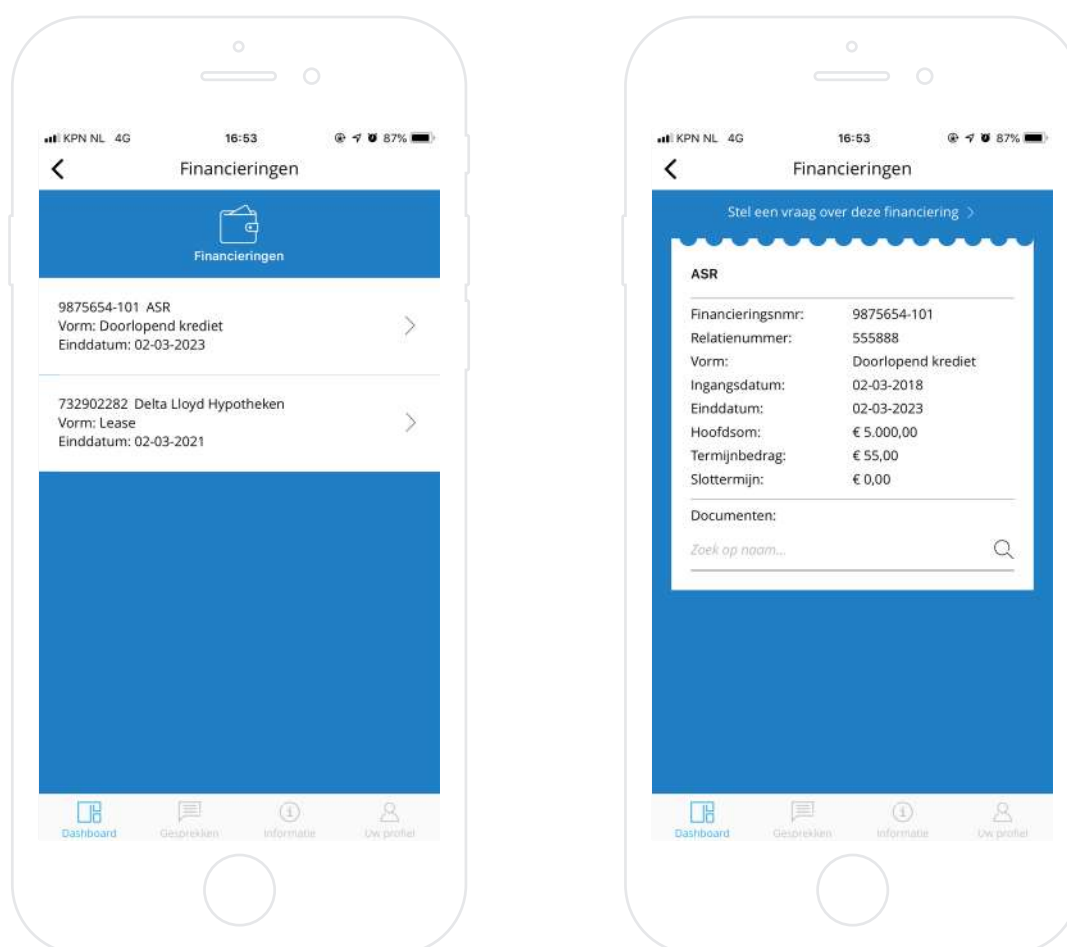 KPN NL 4G 16:53 87%
Financieringen
Financieringen
9875654-101 ASR
Vorm: Doorlopend krediet
Einddatum: 02-03-2023
732902282 Delta Lloyd Hypotheken
Vorm: Lease
Einddatum: 02-03-2021
Dashboard Gesprekken Informatie Uw profiel
KPN NL 4G 16:53 87%
Financieringen
Stel een vraag over deze financiering
ASR
Financieringsnmr: 9875654-101
Relatienummer: 555888
Vorm: Doorlopend krediet
Ingangsdatum: 02-03-2018
Einddatum: 02-03-2023
Hoofdsom: € 5.000,00
Termijnbedrag: € 55,00
Slottermijn: € 0,00
Documenten:
Zoek op naam...
Dashboard Gesprekken Informatie Uw profiel